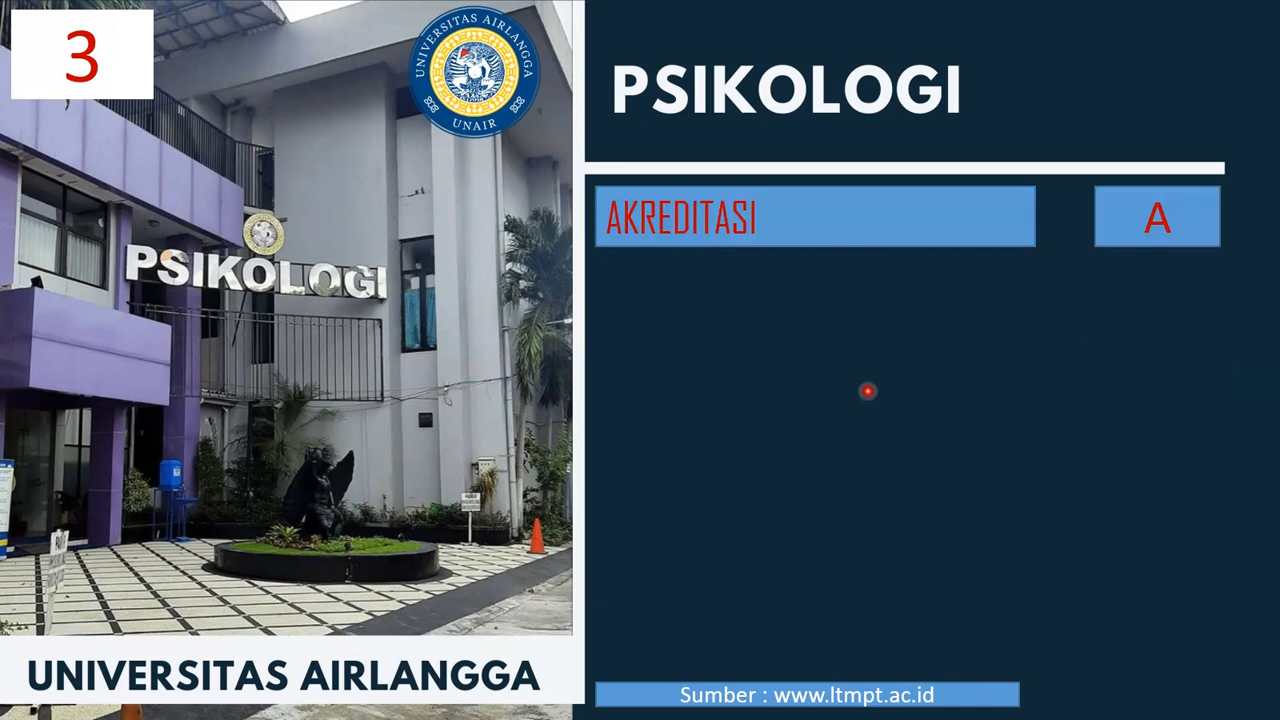 3
UNIVERSITAS AIRLANGGA
UNAIR
PSIKOLOGI
PSIKOLOGI
AKREDITASI
A
UNIVERSITAS AIRLANGGA
Sumber : www.ltmpt.ac.id